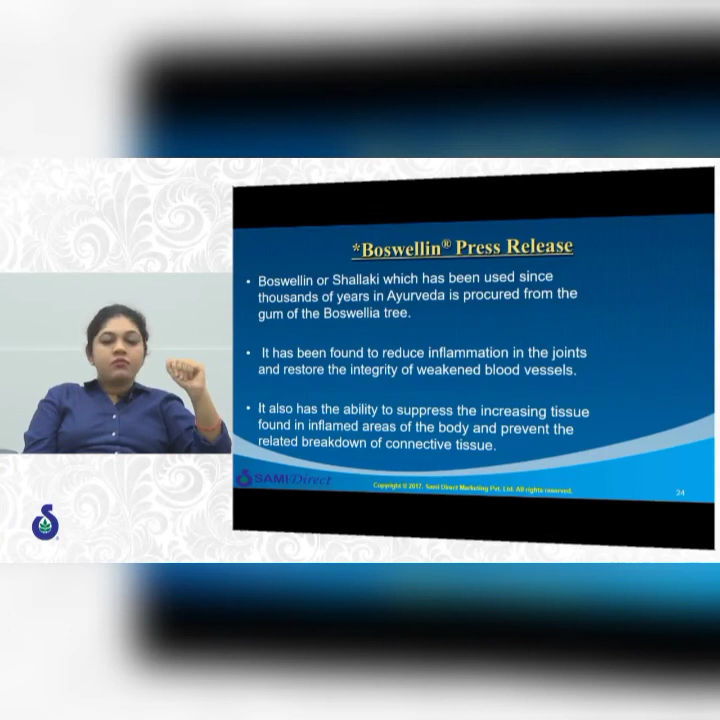 *Boswellin® Press Release
• Boswellin or Shallaki which has been used since
thousands of years in Ayurveda is procured from the
gum of the Boswellia tree.
• It has been found to reduce inflammation in the joints
and restore the integrity of weakened blood vessels.
• It also has the ability to suppress the increasing tissue
found in inflamed areas of the body and prevent the
related breakdown of connective tissue.
SAMI Direct
Copyright © 2017. Sami Direct Marketing Pvt. Ltd. All rights reserved.
24